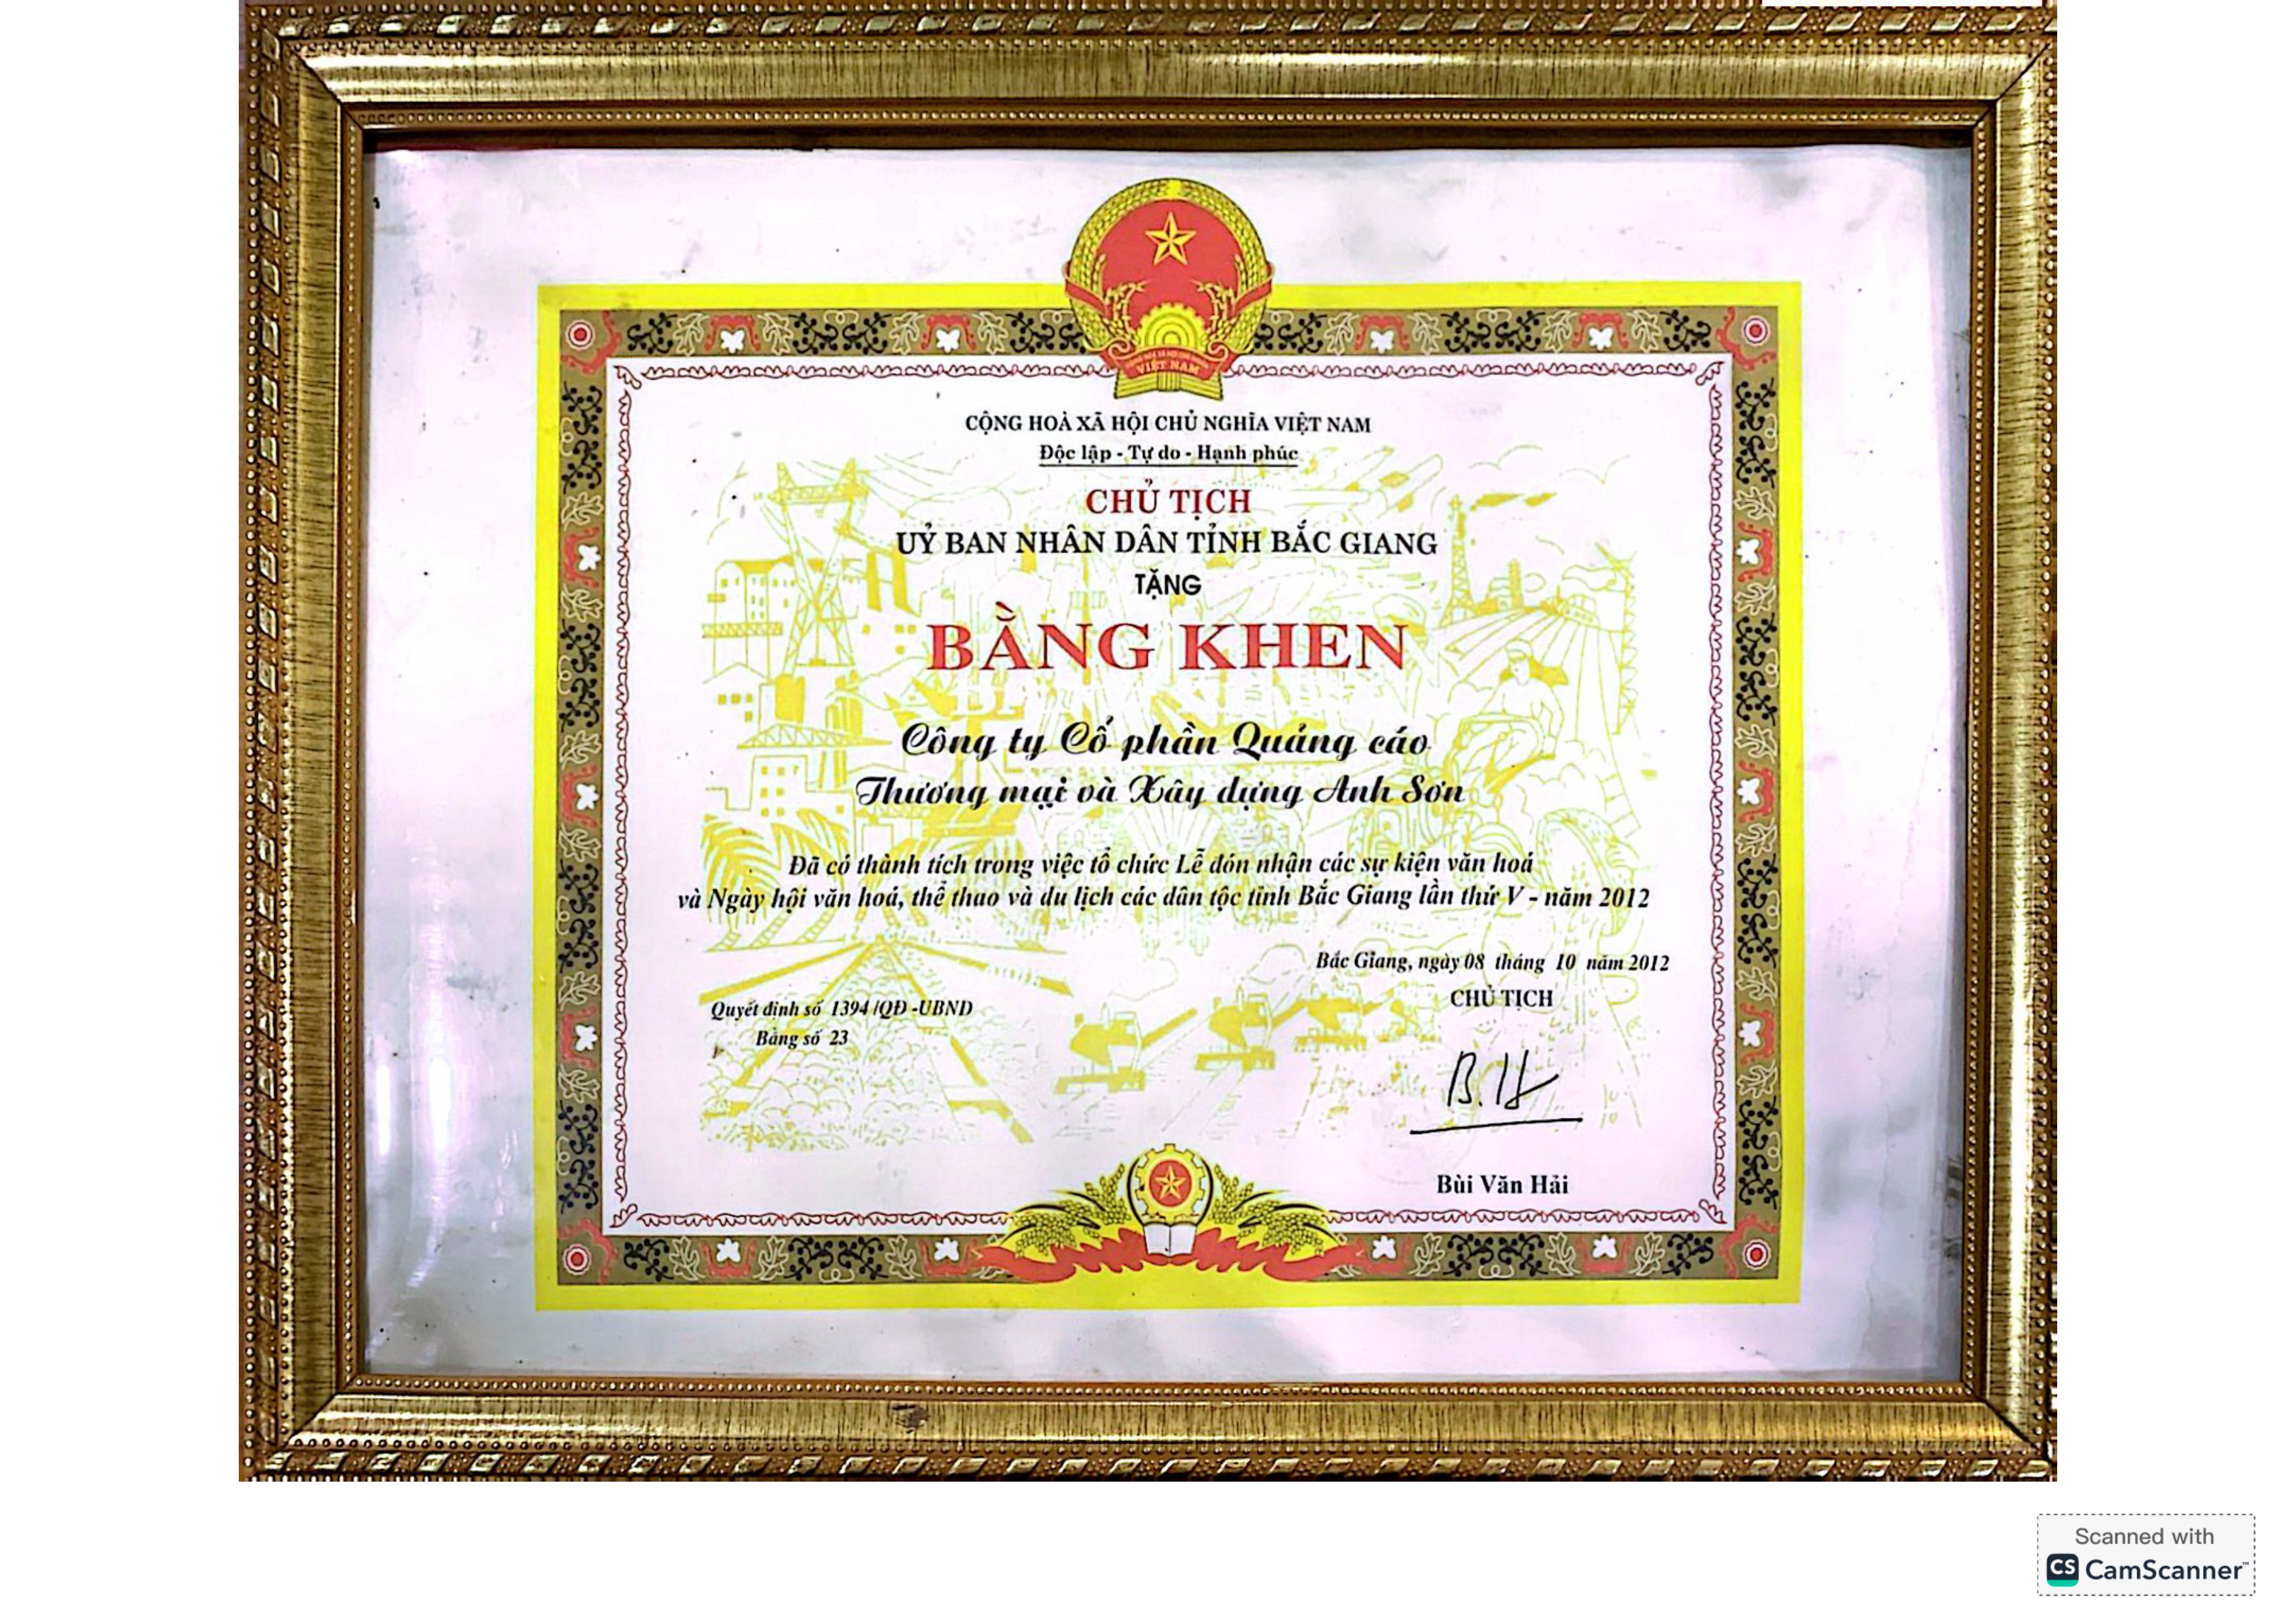 VIỆT NAM
CỘNG HOÀ XÃ HỘI CHỦ NGHĨA VIỆT NAM
Độc lập - Tự do - Hạnh phúc
CHỦ TỊCH
UỶ BAN NHÂN DÂN TỈNH BẮC GIANG
TẶNG
BẰNG KHEN
Công ty Cổ phần Quảng cáo
Thương mại và Xây dựng Anh Sơn
Đã có thành tích trong việc tổ chức Lễ đón nhận các sự kiện văn hoá
và Ngày hội văn hoá, thể thao và du lịch các dân tộc tỉnh Bắc Giang lần thứ V - năm 2012
Bắc Giang, ngày 08 tháng 10 năm 2012
CHỦ TỊCH
Quyết định số 1394 /QĐ -UBND
Bằng số 23
B.H
Bùi Văn Hải
Scanned with
CS CamScanner™